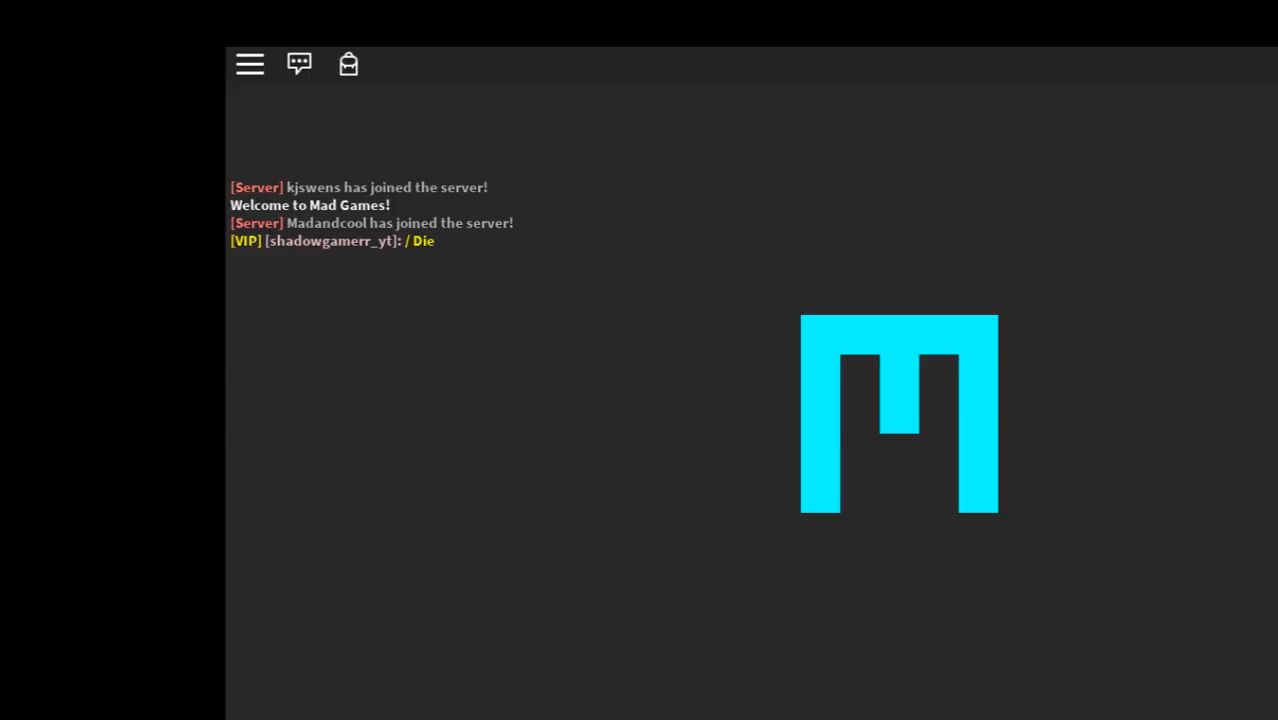 [Server] kjswens has joined the server!
Welcome to Mad Games!
[Server] Madandcool has joined the server!
[VIP] [shadowgamerr_yt]: / Die
M